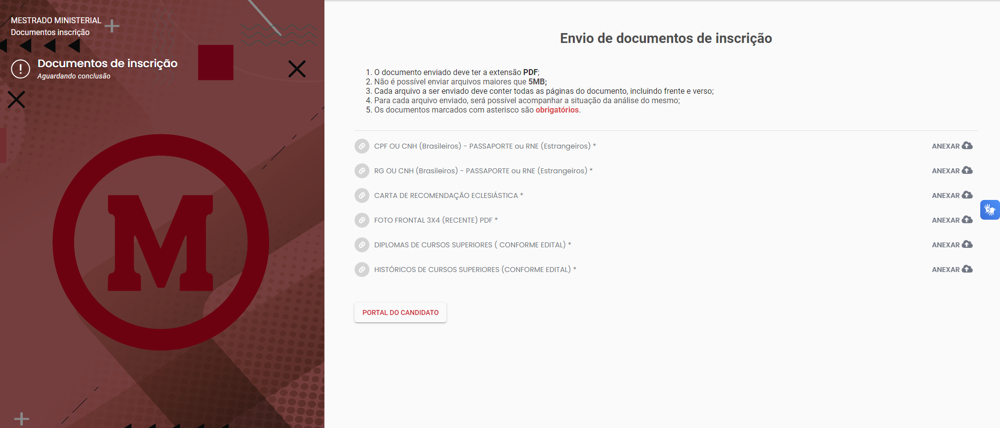 MESTRADO MINISTERIAL
Documentos inscrição
Documentos de inscrição
Aguardando conclusão
M
Envio de documentos de inscrição
1. O documento enviado deve ter a extensão PDF;
2. Não é possível enviar arquivos maiores que 5MB;
3. Cada arquivo a ser enviado deve conter todas as páginas do documento, incluindo frente e verso;
4. Para cada arquivo enviado, será possível acompanhar a situação da análise do mesmo;
5. Os documentos marcados com asterisco são obrigatórios.
CPF OU CNH (Brasileiros) - PASSAPORTE ou RNE (Estrangeiros) * ANEXAR
RG OU CNH (Brasileiros) - PASSAPORTE ou RNE (Estrangeiros) * ANEXAR
CARTA DE RECOMENDAÇÃO ECLESIÁSTICA * ANEXAR
FOTO FRONTAL 3X4 (RECENTE) PDF * ANEXAR
DIPLOMAS DE CURSOS SUPERIORES ( CONFORME EDITAL) * ANEXAR
HISTÓRICOS DE CURSOS SUPERIORES (CONFORME EDITAL) * ANEXAR
PORTAL DO CANDIDATO